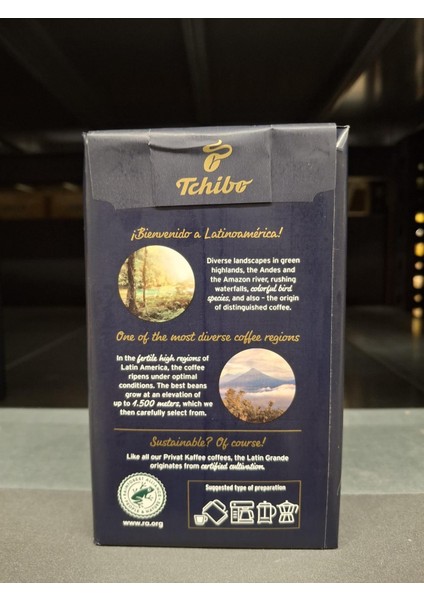 Tchibo
¡Bienvenido a Latinoamérica!
Diverse landscapes in green
highlands, the Andes and
the Amazon river, rushing
waterfalls, colorful bird
species, and also – the origin
of distinguished coffee.
One of the most diverse coffee regions
In the fertile high regions of
Latin America, the coffee
ripens under optimal
conditions. The best beans
grow at an elevation of
up to 1.500 meters, which we
then carefully select from.
Sustainable? Of course!
Like all our Privat Kaffee coffees, the Latin Grande
originates from certified cultivation.
Suggested type of preparation
www.ra.org